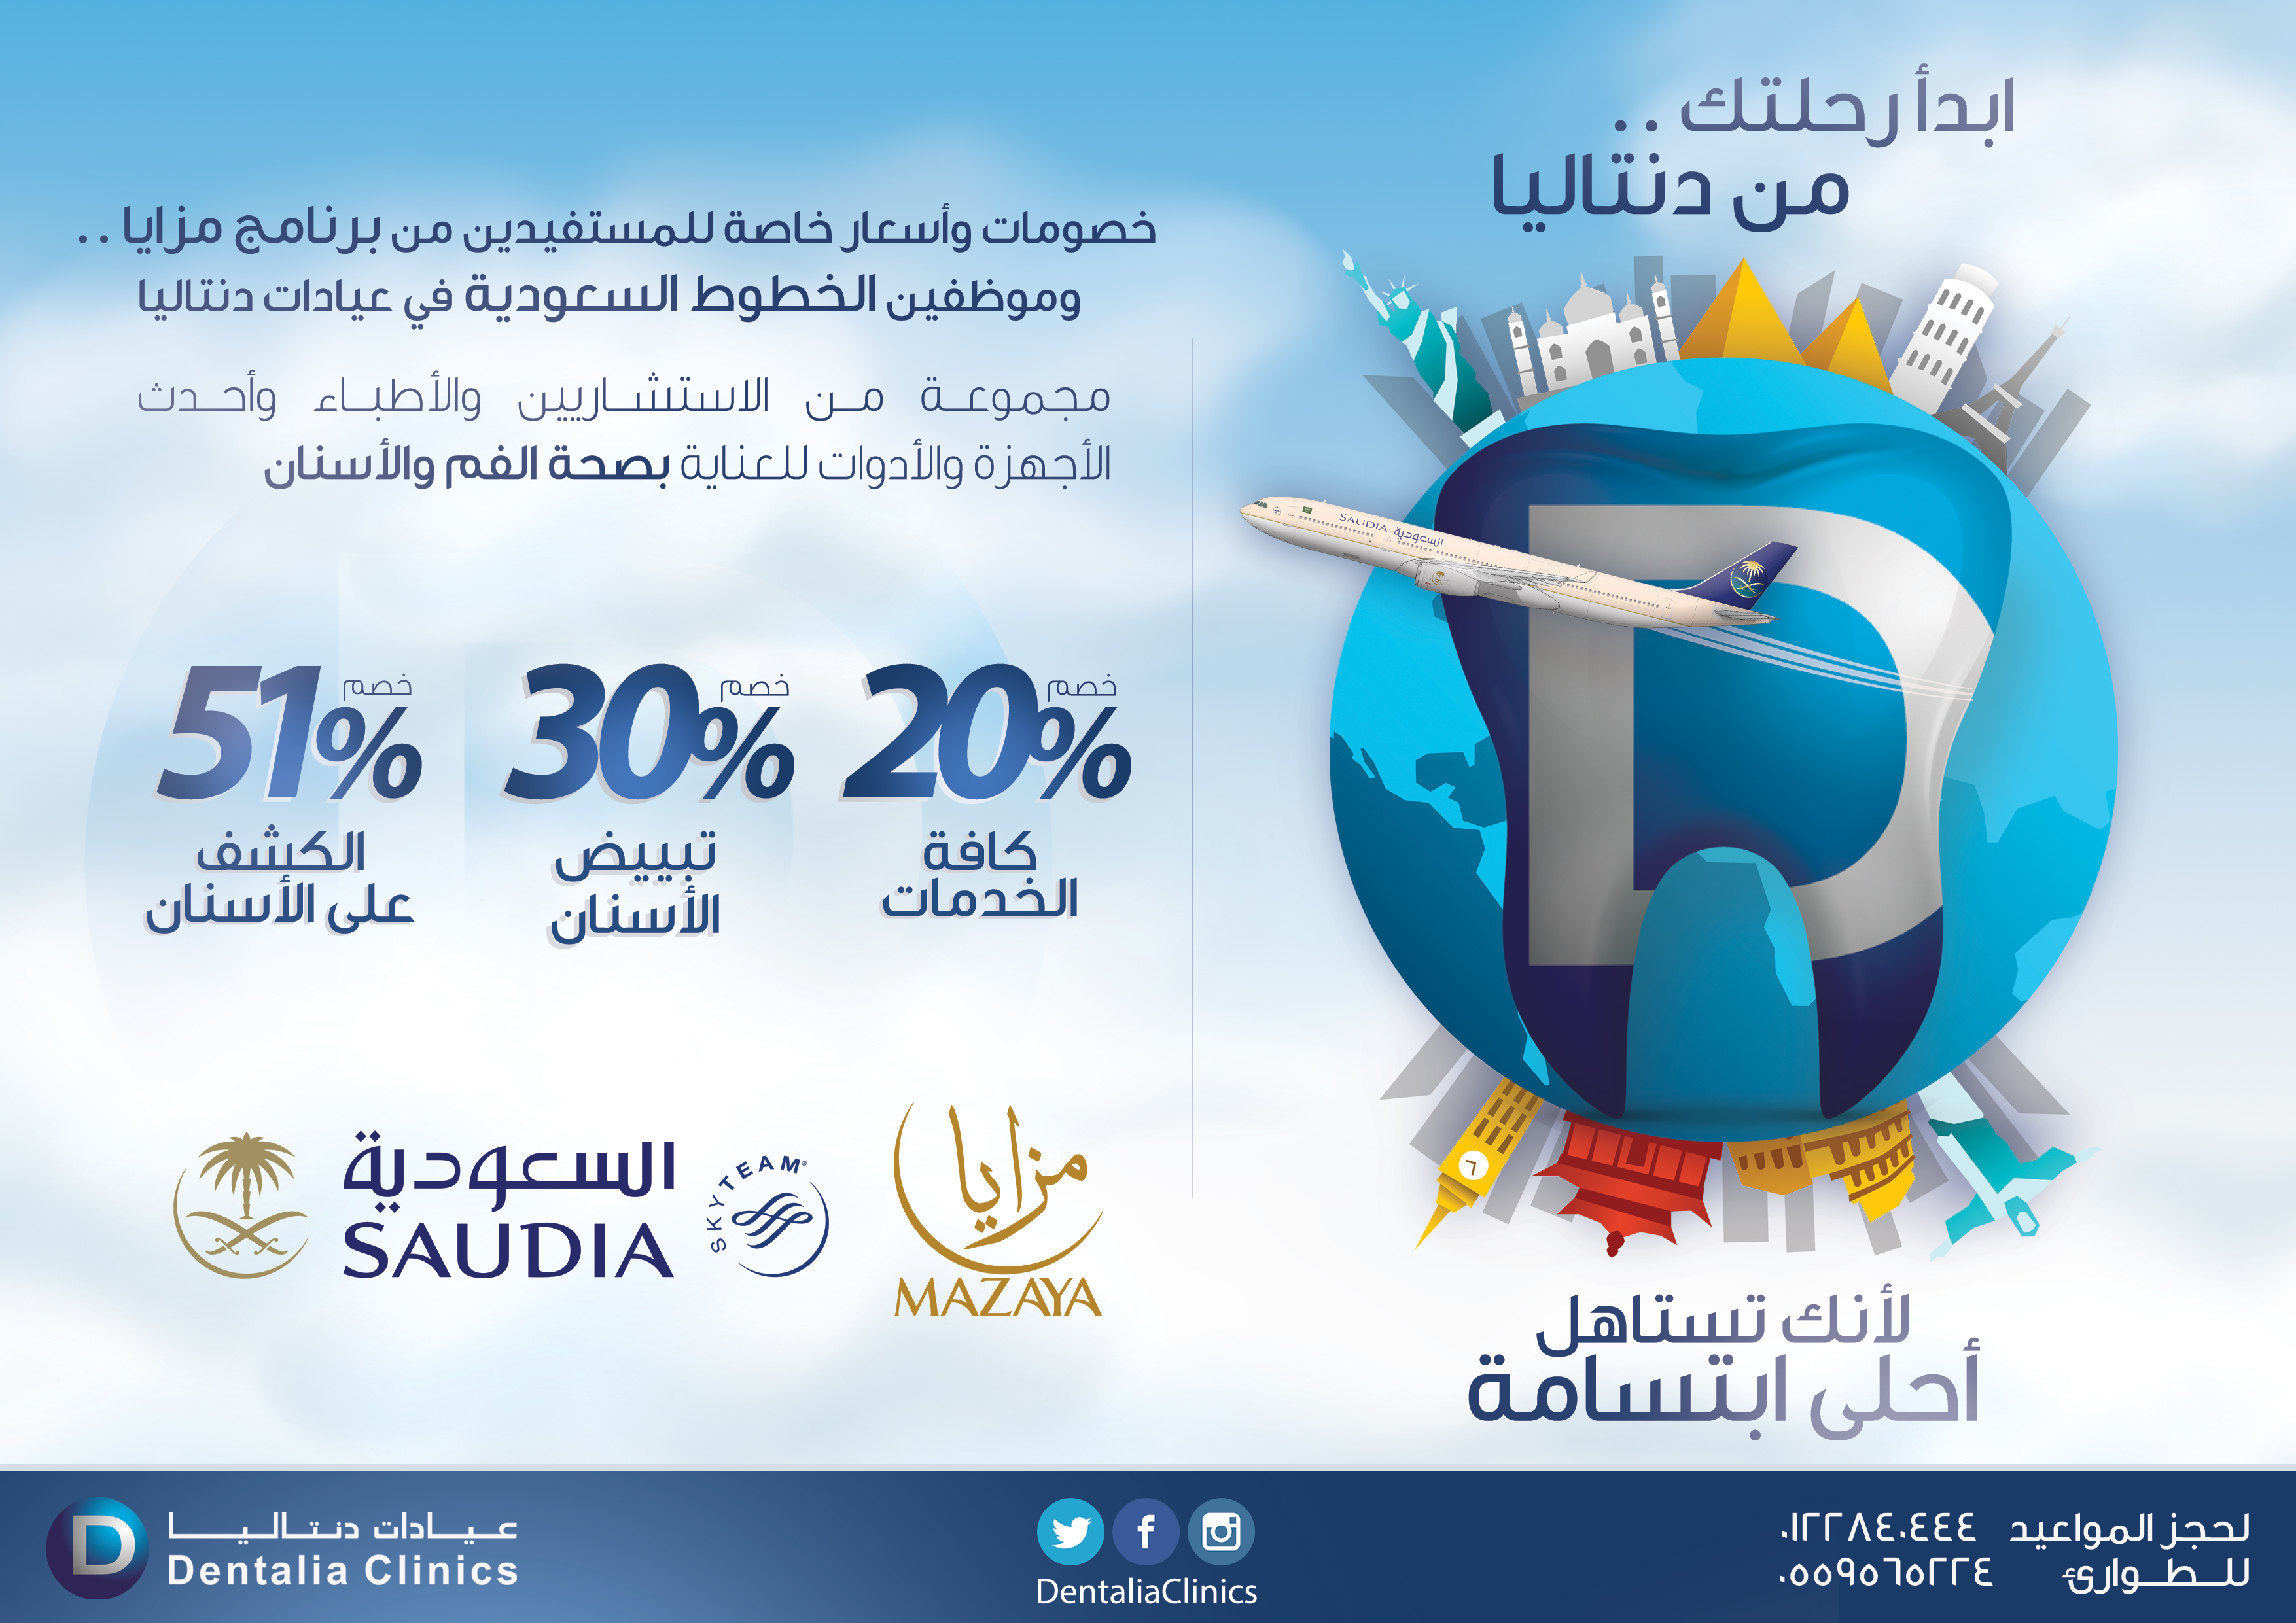 ابدأ رحلتك ..
من دنتاليا
خصومات وأسعار خاصة للمستفيدين من برنامج مزايا ..
وموظفين الخطوط السعودية في عيادات دنتاليا
مجموعة من الاستشاريين والأطباء وأحدث
الأجهزة والأدوات للعناية بصحة الفم والأسنان
SAUDIA السعودية
D
خصم
20%
كافة
الخدمات
خصم
30%
تبييض
الأسنان
خصم
51%
الكشف
على الأسنان
مزايا
MAZAYA
SKYTEAM
السعودية
SAUDIA
٦
لأنك تستاهل
أحلى ابتسامة
لحجز المواعيد ٠١٢٢٨٤٠٤٤٤
للطوارئ ٠٥٥٩٥٦٥٢٢٤
DentaliaClinics
D
عيادات دنتاليا
Dentalia Clinics